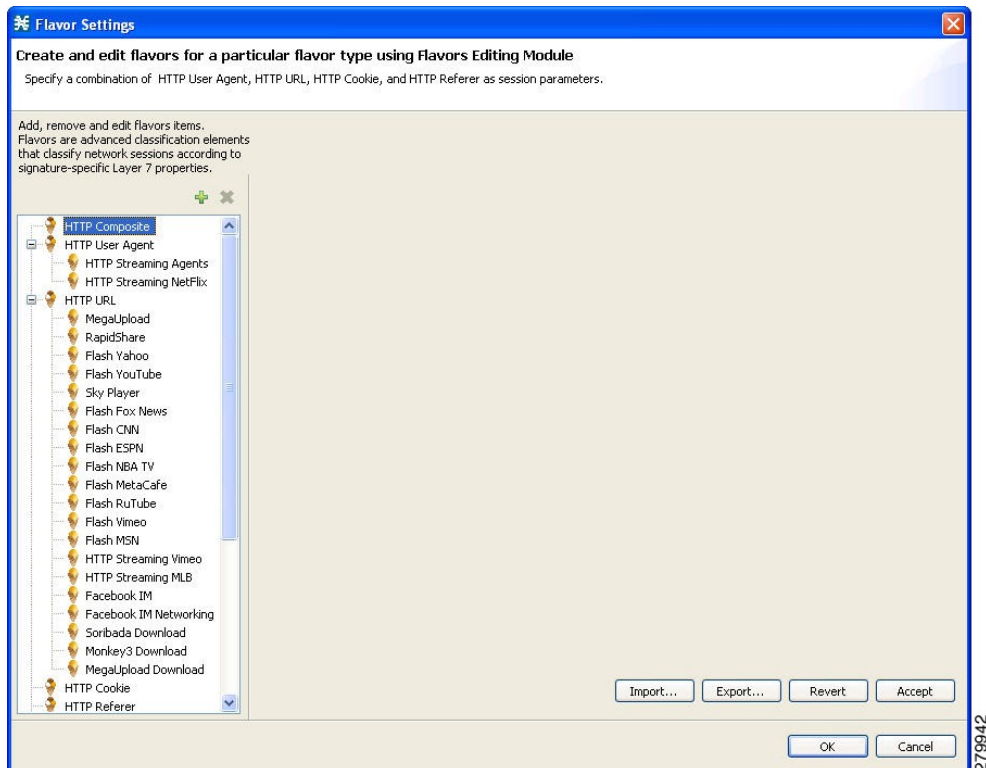 Flavor Settings
Create and edit flavors for a particular flavor type using Flavors Editing Module
Specify a combination of HTTP User Agent, HTTP URL, HTTP Cookie, and HTTP Referer as session parameters.
Add, remove and edit flavors items.
Flavors are advanced classification elements
that classify network sessions according to
signature-specific Layer 7 properties.
HTTP Composite
HTTP User Agent
HTTP Streaming Agents
HTTP Streaming NetFlix
HTTP URL
MegaUpload
RapidShare
Flash Yahoo
Flash YouTube
Sky Player
Flash Fox News
Flash CNN
Flash ESPN
Flash NBA TV
Flash MetaCafe
Flash RuTube
Flash Vimeo
Flash MSN
HTTP Streaming Vimeo
HTTP Streaming MLB
Facebook IM
Facebook IM Networking
Soribada Download
Monkey3 Download
MegaUpload Download
HTTP Cookie
HTTP Referer
Import... Export... Revert Accept
OK Cancel
279942